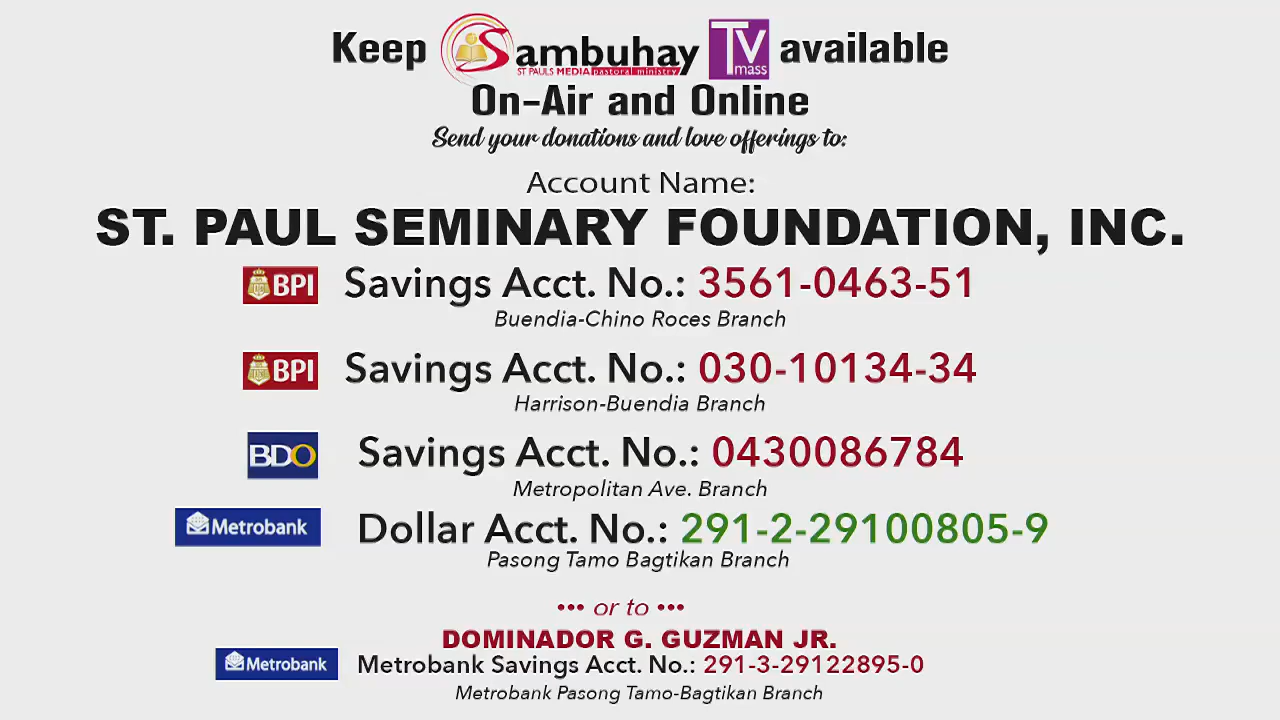 Keep Sambuhay TV mass available
ST PAULS MEDIA pastoral ministry
On-Air and Online
Send your donations and love offerings to:
Account Name:
ST. PAUL SEMINARY FOUNDATION, INC.
BPI Savings Acct. No.: 3561-0463-51
Buendia-Chino Roces Branch
BPI Savings Acct. No.: 030-10134-34
Harrison-Buendia Branch
BDO Savings Acct. No.: 0430086784
Metropolitan Ave. Branch
Metrobank Dollar Acct. No.: 291-2-29100805-9
Pasong Tamo Bagtikan Branch
••• or to •••
DOMINADOR G. GUZMAN JR.
Metrobank Metrobank Savings Acct. No.: 291-3-29122895-0
Metrobank Pasong Tamo-Bagtikan Branch